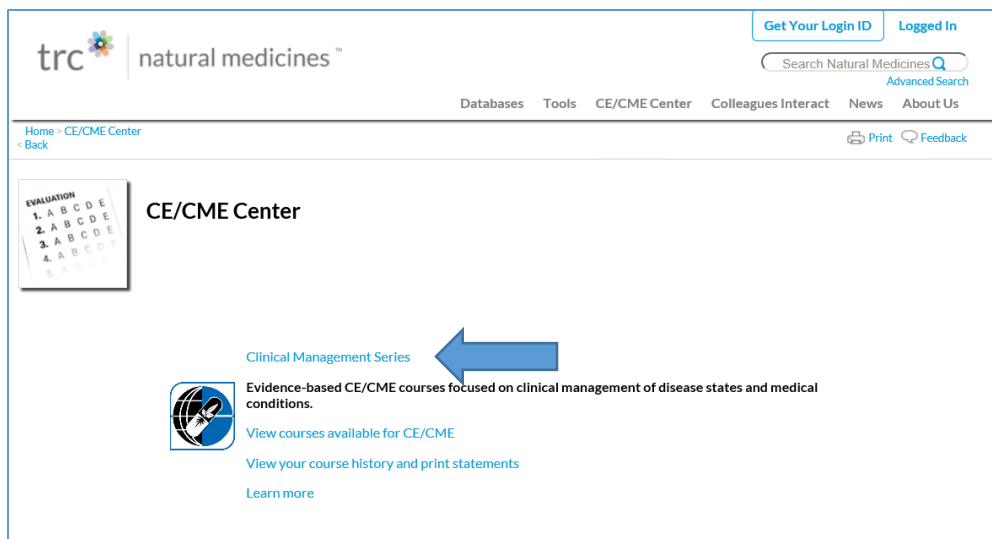 Get Your Login ID Logged In
trc natural medicines™
Search Natural Medicines
Advanced Search
Databases Tools CE/CME Center Colleagues Interact News About Us
Home > CE/CME Center
< Back
Print Feedback
EVALUATION
1. A B C D E
2. A B C D E
3. A B C D E
4. A B C D E
5. A B C D
CE/CME Center
Clinical Management Series
Evidence-based CE/CME courses focused on clinical management of disease states and medical
conditions.
View courses available for CE/CME
View your course history and print statements
Learn more